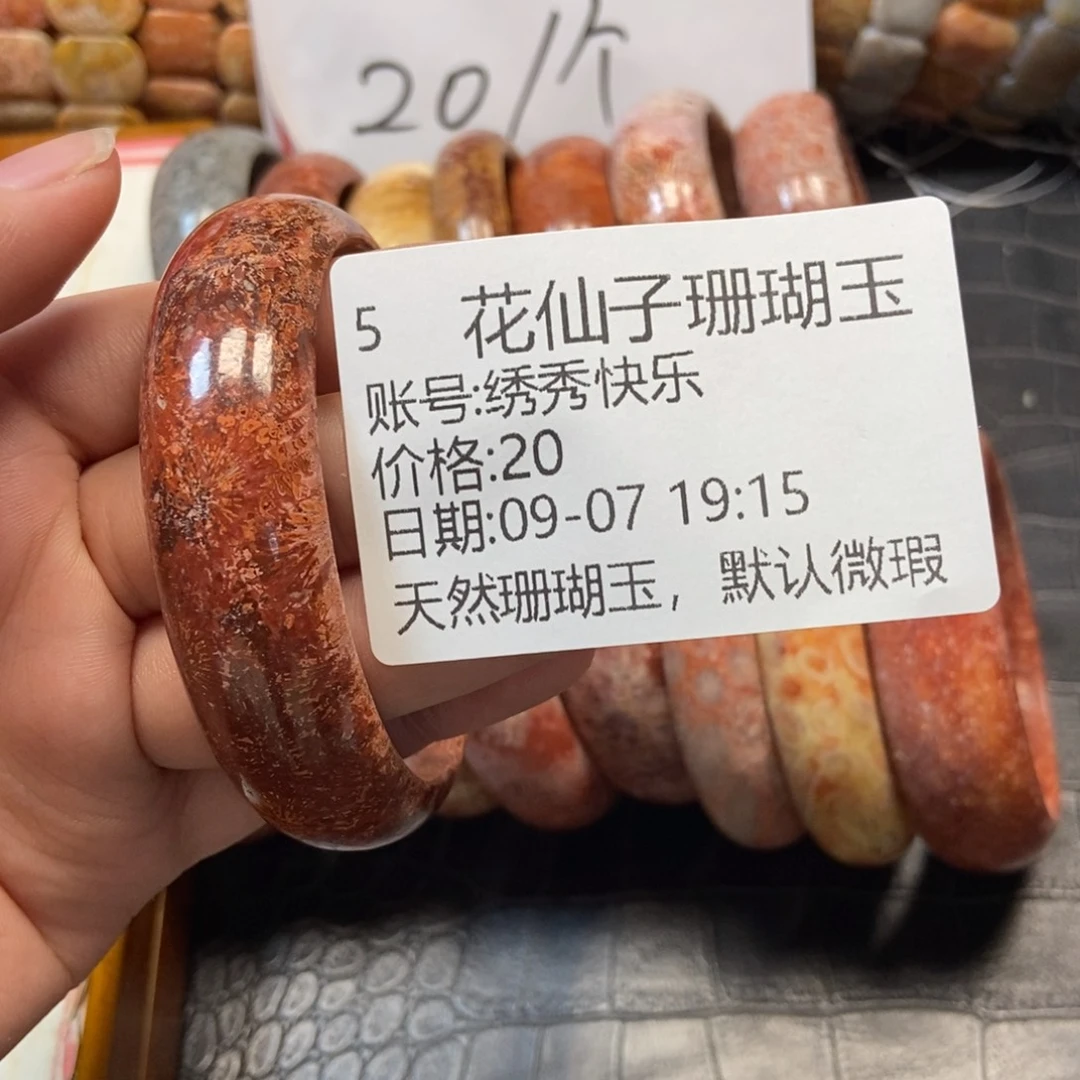 20/个
5 花仙子珊瑚玉
账号:绣秀快乐
价格:20
日期:09-07 19:15
天然珊瑚玉，默认微瑕